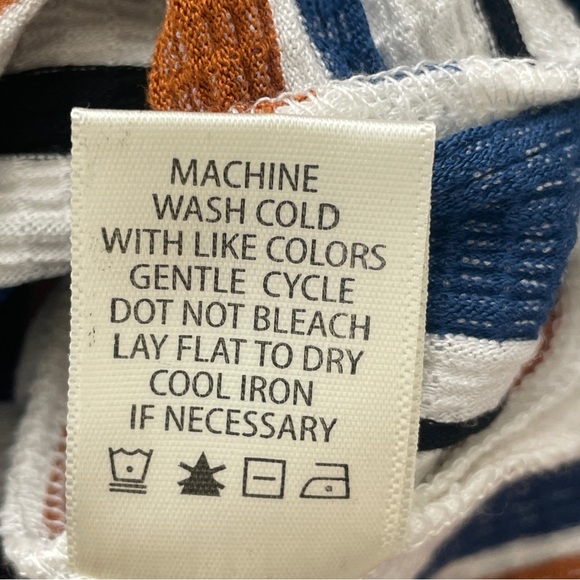 MACHINE
WASH COLD
WITH LIKE COLORS
GENTLE CYCLE
DOT NOT BLEACH
LAY FLAT TO DRY
COOL IRON
IF NECESSARY